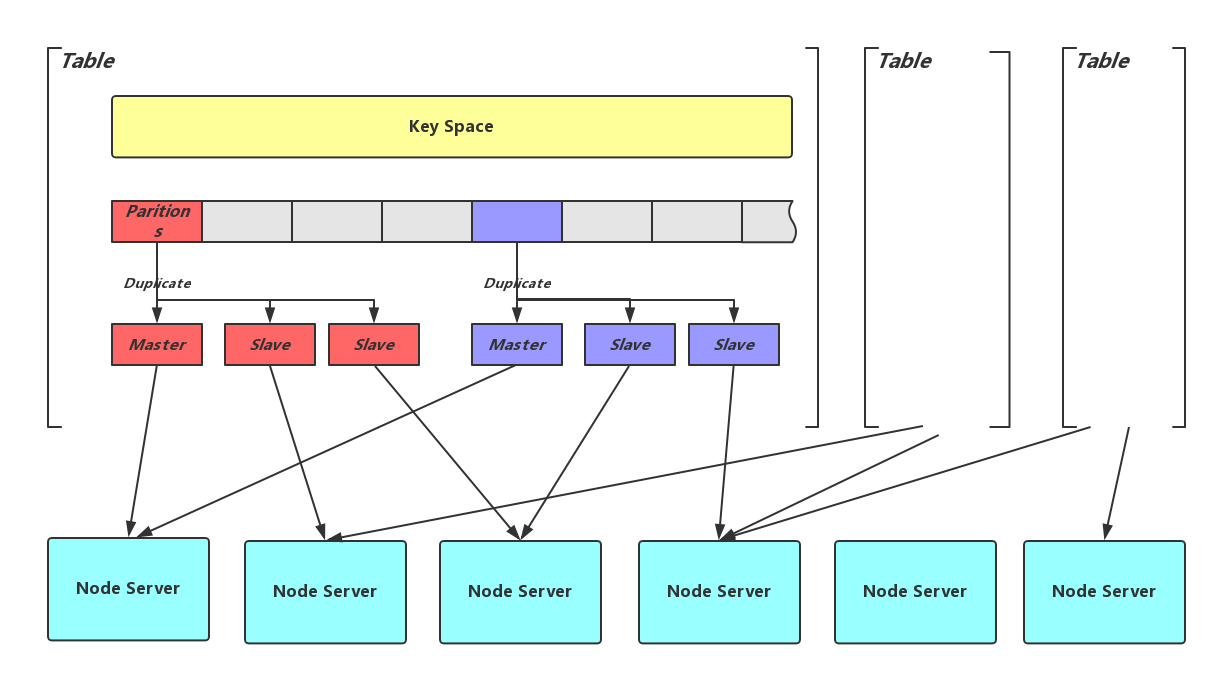 Table
Table
Table
Key Space
Parition
s
Duplicate
Duplicate
Master
Slave
Slave
Master
Slave
Slave
Node Server
Node Server
Node Server
Node Server
Node Server
Node Server